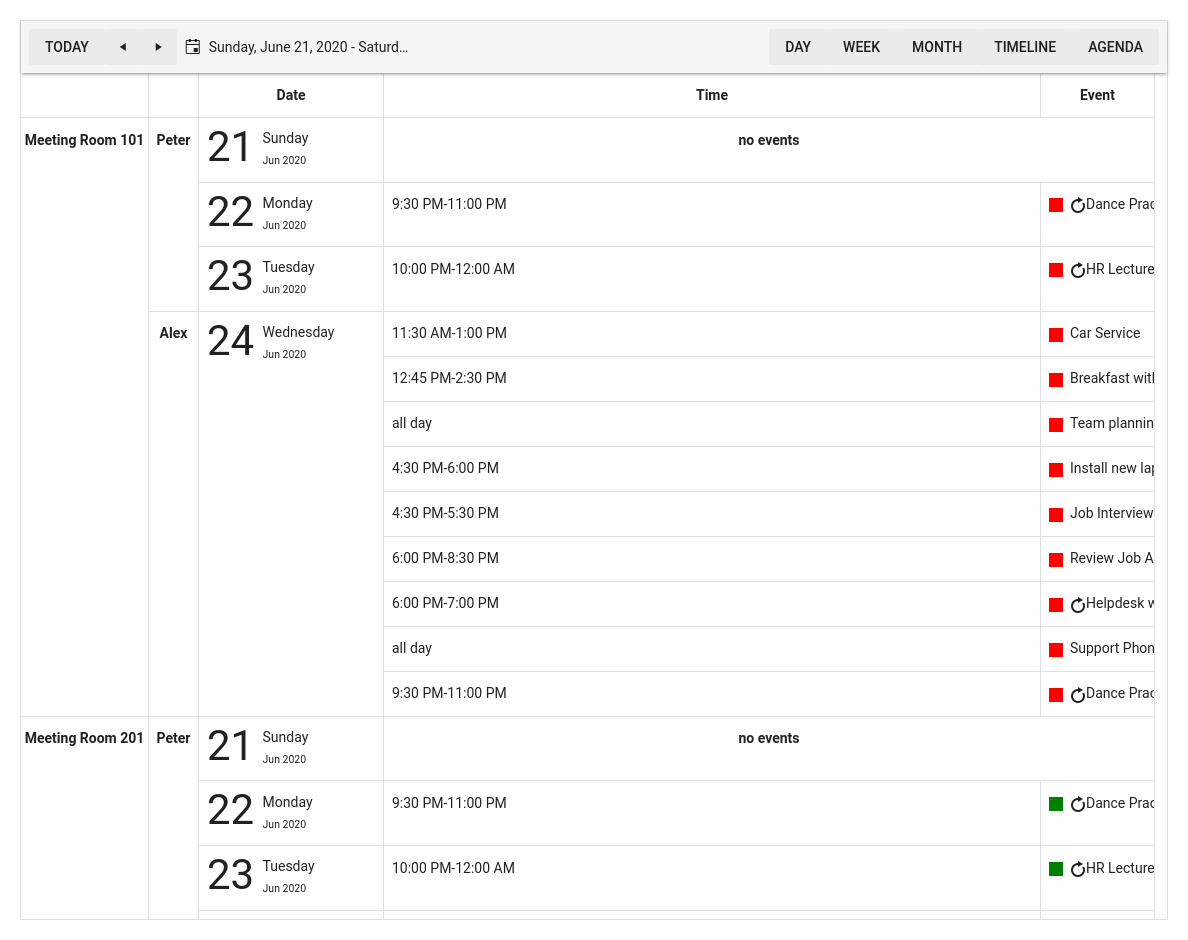 TODAY Sunday, June 21, 2020 - Saturd... DAY WEEK MONTH TIMELINE AGENDA
Date Time Event
Meeting Room 101 Peter 21 Sunday no events
Jun 2020
22 Monday 9:30 PM-11:00 PM Dance Prac
Jun 2020
23 Tuesday 10:00 PM-12:00 AM HR Lecture
Jun 2020
Alex 24 Wednesday 11:30 AM-1:00 PM Car Service
Jun 2020
12:45 PM-2:30 PM Breakfast with
all day Team plannin
4:30 PM-6:00 PM Install new lap
4:30 PM-5:30 PM Job Interview
6:00 PM-8:30 PM Review Job A
6:00 PM-7:00 PM Helpdesk w
all day Support Phon
9:30 PM-11:00 PM Dance Prac
Meeting Room 201 Peter 21 Sunday no events
Jun 2020
22 Monday 9:30 PM-11:00 PM Dance Prac
Jun 2020
23 Tuesday 10:00 PM-12:00 AM HR Lecture
Jun 2020